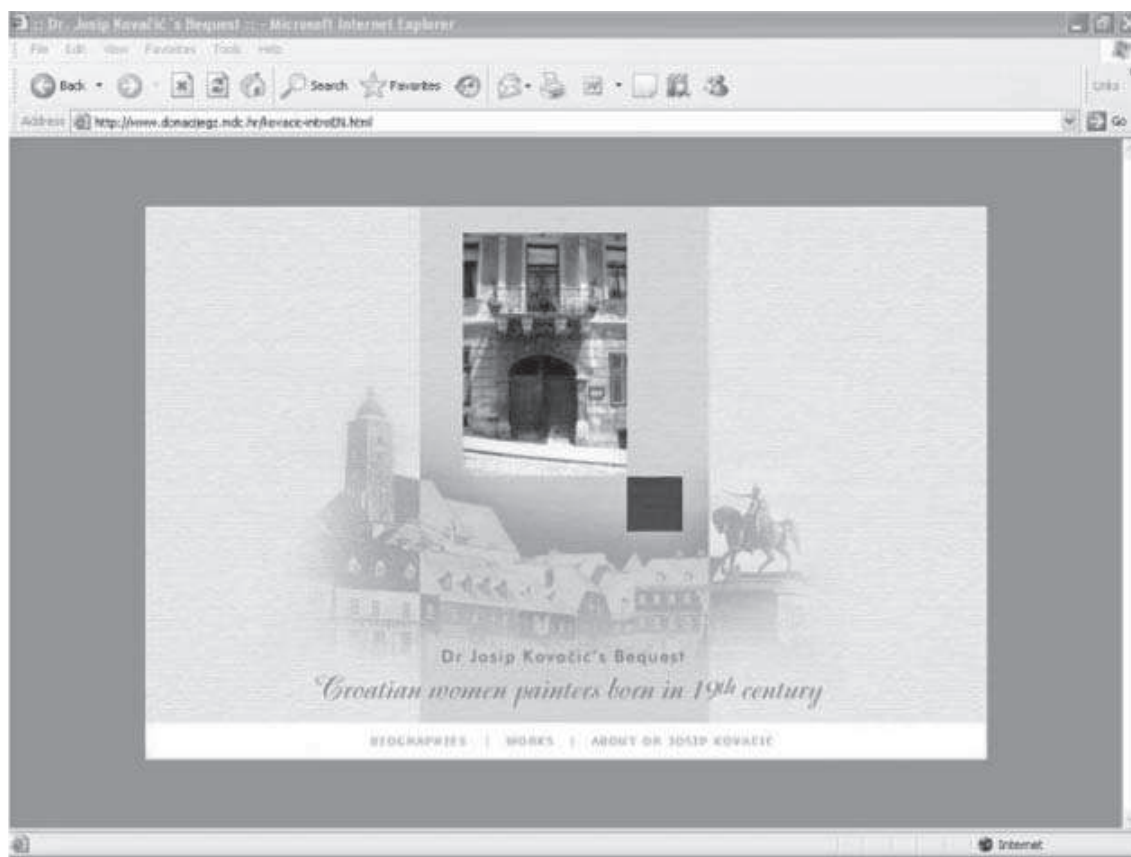 :: Dr. Josip Kovačić's Bequest :: - Microsoft Internet Explorer
File Edit View Favorites Tools Help
Back Search Favorites Links
Address http://www.donacijegz.mdc.hr/kovacic-introEN.html Go
Dr Josip Kovačić's Bequest
Croatian women painters born in 19th century
BIOGRAPHIES | WORKS | ABOUT DR JOSIP KOVACIC
Internet